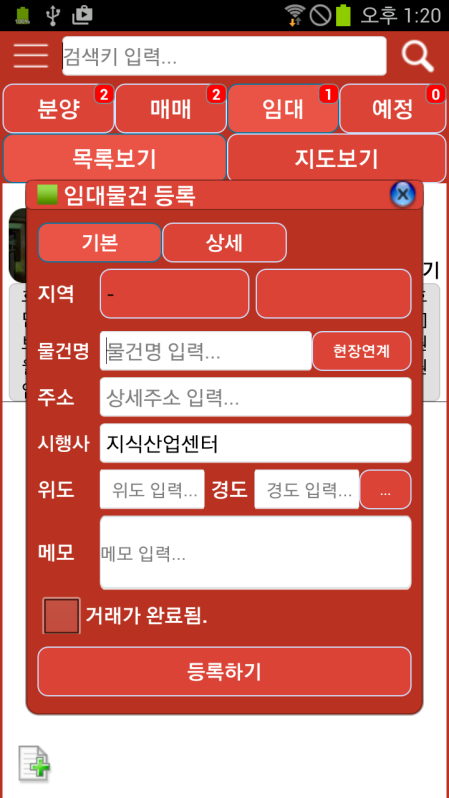 100%
오후 1:20
검색키 입력...
분양 2 매매 2 임대 1 예정 0
목록보기 지도보기
임대물건 등록
기본 상세
기
지역 -
물건명 물건명 입력... 현장연계
주소 상세주소 입력...
시행사 지식산업센터
위도 위도 입력... 경도 경도 입력... ...
메모 메모 입력...
거래가 완료됨.
등록하기